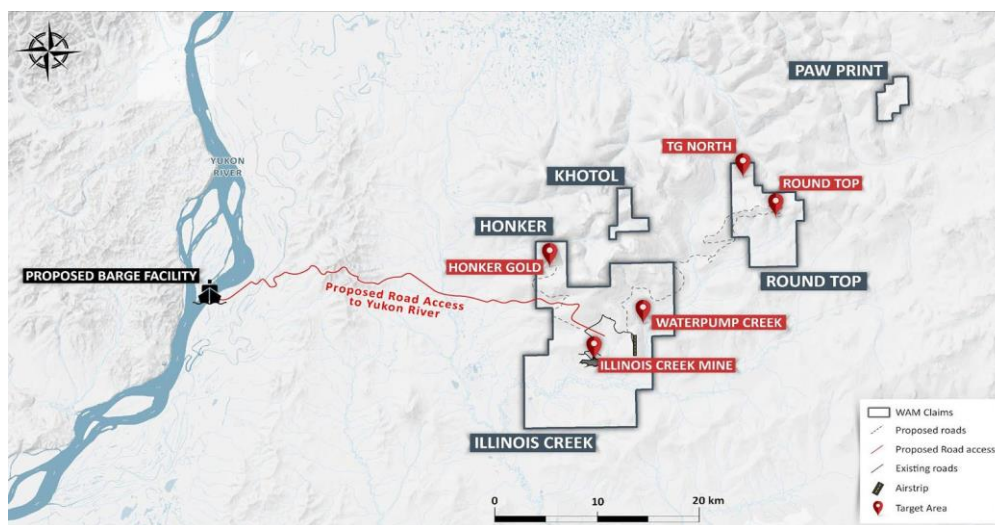 PAW PRINT
TG NORTH
YUKON
RIVER
KHOTOL
ROUND TOP
HONKER
HONKER GOLD
PROPOSED BARGE FACILITY
ROUND TOP
Proposed Road Access
to Yukon River
WATERPUMP CREEK
ILLINOIS CREEK MINE
ILLINOIS CREEK
WAM Claims
Proposed roads
Proposed Road access
Existing roads
Airstrip
Target Area
0 10 20 km